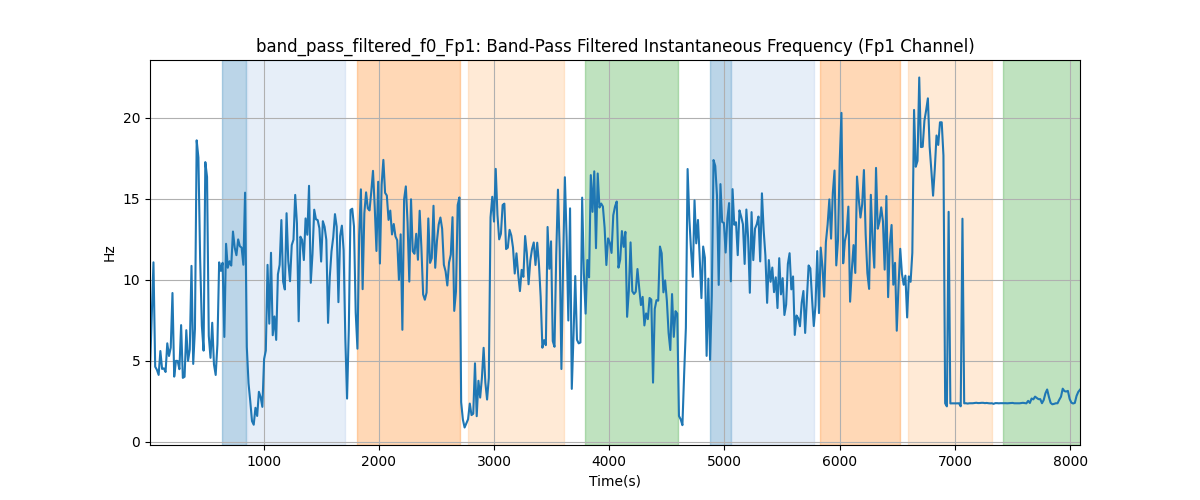 band_pass_filtered_f0_Fp1: Band-Pass Filtered Instantaneous Frequency (Fp1 Channel)
20
15
10
5
0
Hz
1000 2000 3000 4000 5000 6000 7000 8000
Time(s)